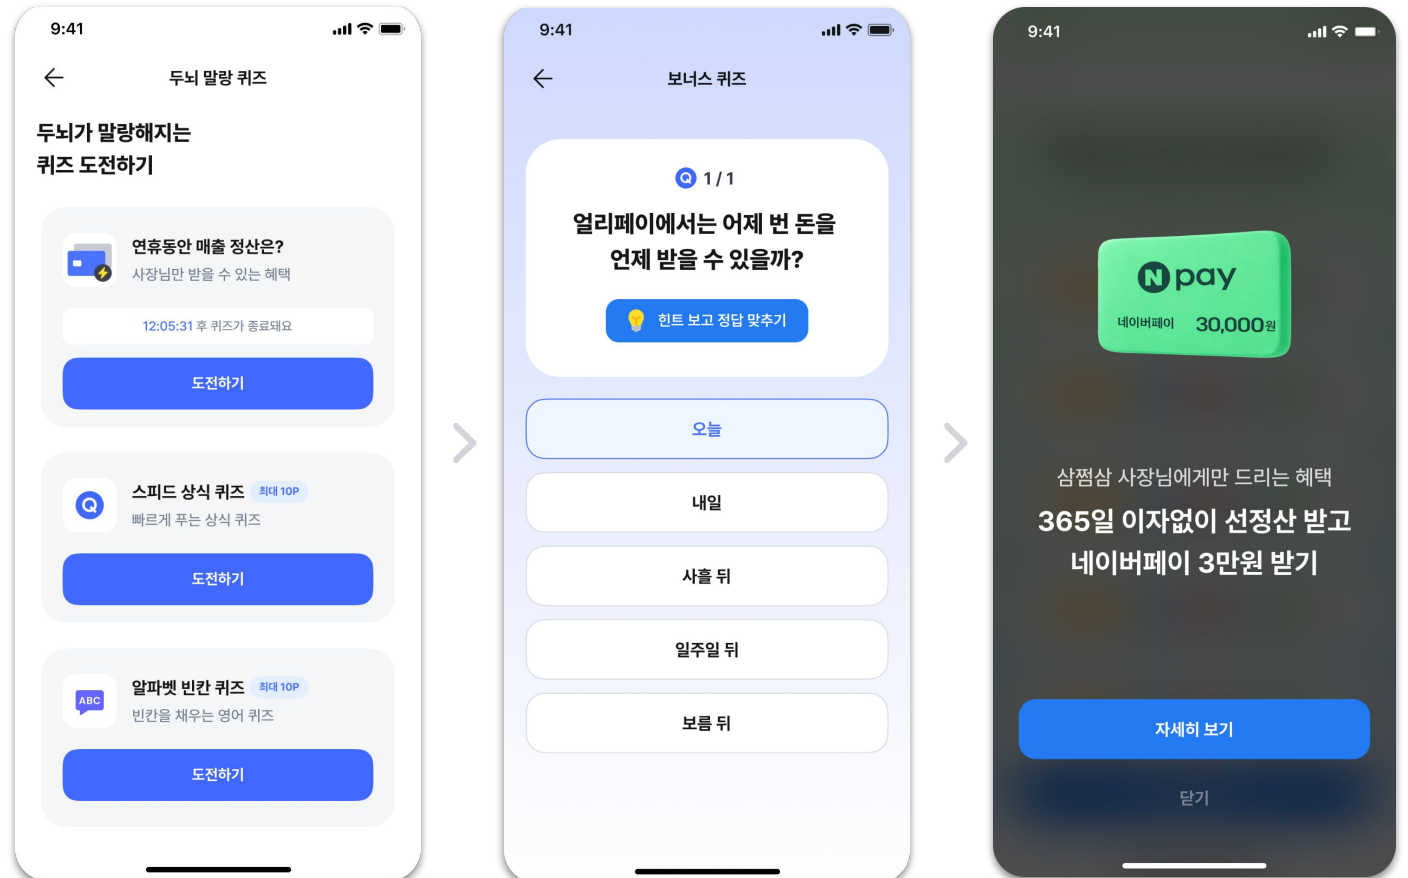 9:41
두뇌 말랑 퀴즈
두뇌가 말랑해지는
퀴즈 도전하기
연휴동안 매출 정산은?
사장님만 받을 수 있는 혜택
12:05:31 후 퀴즈가 종료돼요
도전하기
Q
스피드 상식 퀴즈 최대 10P
빠르게 푸는 상식 퀴즈
도전하기
ABC
알파벳 빈칸 퀴즈 최대 10P
빈칸을 채우는 영어 퀴즈
도전하기
9:41
보너스 퀴즈
Q 1 / 1
얼리페이에서는 어제 번 돈을
언제 받을 수 있을까?
힌트 보고 정답 맞추기
오늘
내일
사흘 뒤
일주일 뒤
보름 뒤
9:41
N pay
네이버페이 30,000원
삼쩜삼 사장님에게만 드리는 혜택
365일 이자없이 선정산 받고
네이버페이 3만원 받기
자세히 보기
닫기